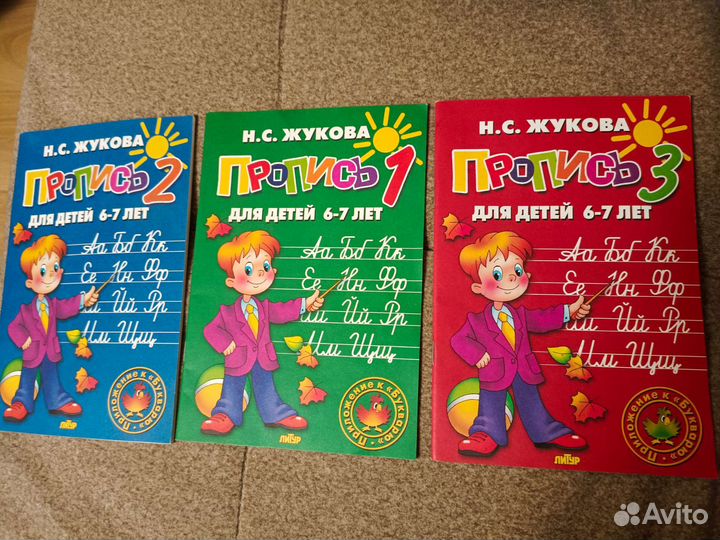 Н.С. ЖУКОВА
ПРОПИСЬ 2
ДЛЯ ДЕТЕЙ 6-7 ЛЕТ
Аа Бб Кк
Ее Нн Фф
Ии Йй Рр
Мм Щщ
Приложение к «Букварю»
ЛИТУР
Н.С. ЖУКОВА
ПРОПИСЬ 1
ДЛЯ ДЕТЕЙ 6-7 ЛЕТ
Аа Бб Кк
Ее Нн Фф
Ии Йй Рр
Мм Щщ
Приложение к «Букварю»
ЛИТУР
Н.С. ЖУКОВА
ПРОПИСЬ 3
ДЛЯ ДЕТЕЙ 6-7 ЛЕТ
Аа Бб Кк
Ее Нн Фф
Ии Йй Рр
Мм Щщ
Приложение к «Букварю»
ЛИТУР
Avito